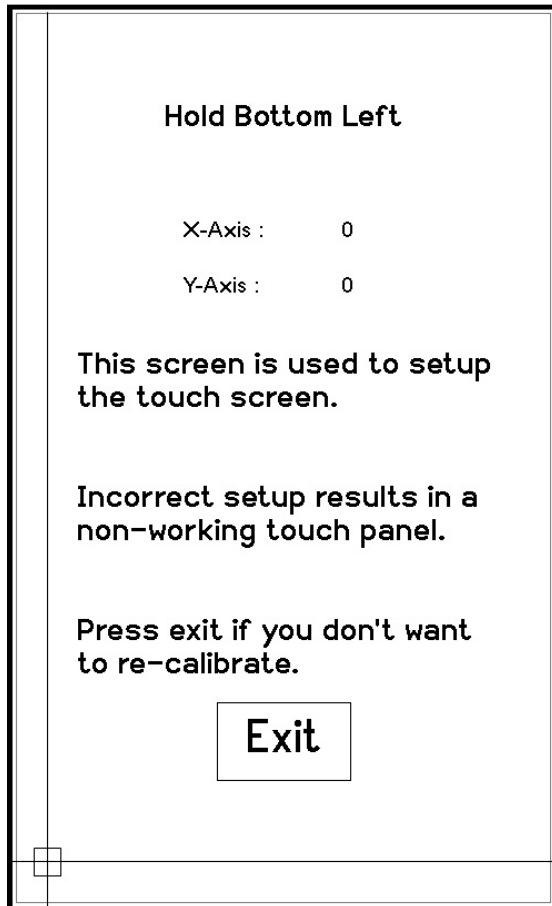 Hold Bottom Left
X-Axis : 0
Y-Axis : 0
This screen is used to setup
the touch screen.
Incorrect setup results in a
non-working touch panel.
Press exit if you don't want
to re-calibrate.
Exit